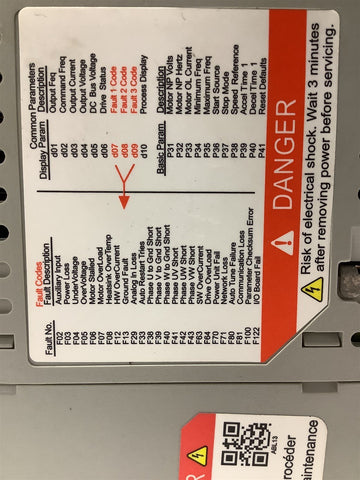 Common Parameters
Display Param Description
d01 Output Freq
d02 Command Freq
d03 Output Current
d04 Output Voltage
d05 DC Bus Voltage
d06 Drive Status
d07 Fault 1 Code
d08 Fault 2 Code
d09 Fault 3 Code
d10 Process Display
Basic Param Description
P31 Motor NP Volts
P32 Motor NP Hertz
P33 Motor OL Current
P34 Minimum Freq
P35 Maximum Freq
P36 Start Source
P37 Stop Mode
P38 Speed Reference
P39 Accel Time 1
P40 Decel Time 1
P41 Reset Defaults
Fault Codes
Fault No. Fault Description
F02 Auxiliary Input
F03 Power Loss
F04 UnderVoltage
F05 OverVoltage
F06 Motor Stalled
F07 Motor OverLoad
F08 Heatsink OvrTemp
F12 HW OverCurrent
F13 Ground Fault
F29 Analog In Loss
F33 Auto Restart Tries
F38 Phase U to Gnd Short
F39 Phase V to Gnd Short
F40 Phase W to Gnd Short
F41 Phase UV Short
F42 Phase UW Short
F43 Phase VW Short
F63 SW OverCurrent
F64 Drive OverLoad
F70 Power Unit Fail
F71 Network Loss
F80 Auto Tune Failure
F81 Communication Loss
F100 Parameter Checksum Error
F122 I/O Board Fail
DANGER
Risk of electrical shock. Wait 3 minutes
after removing power before servicing.
ABL13
R
procéder
maintenance